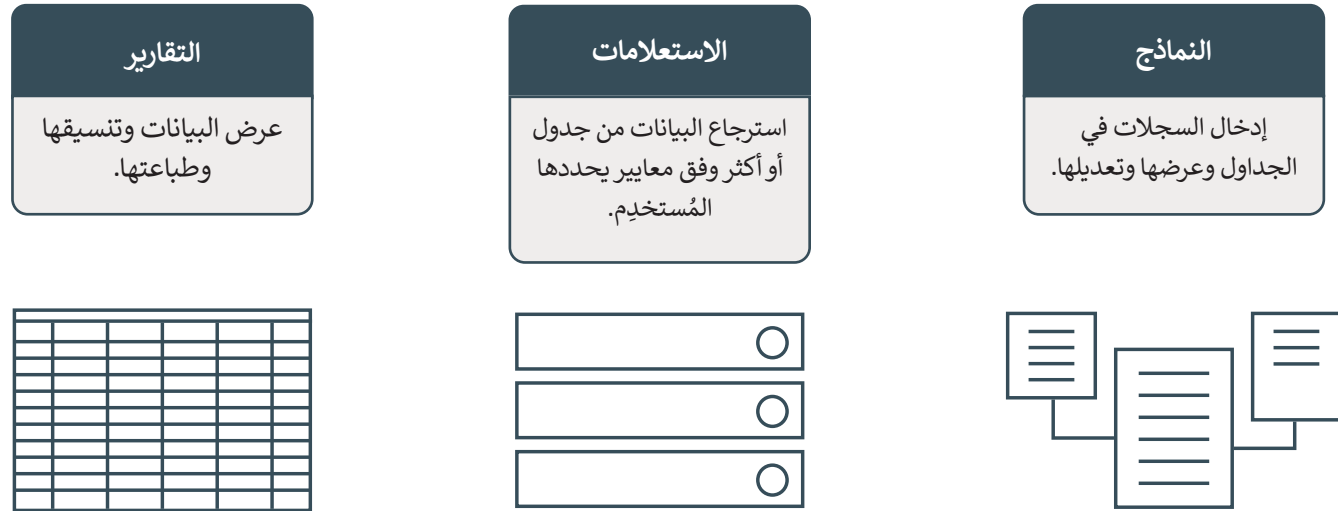 النماذج
إدخال السجلات في
الجداول وعرضها وتعديلها.
الاستعلامات
استرجاع البيانات من جدول
أو أكثر وفق معايير يحددها
المُستخدِم.
التقارير
عرض البيانات وتنسيقها
وطباعتها.